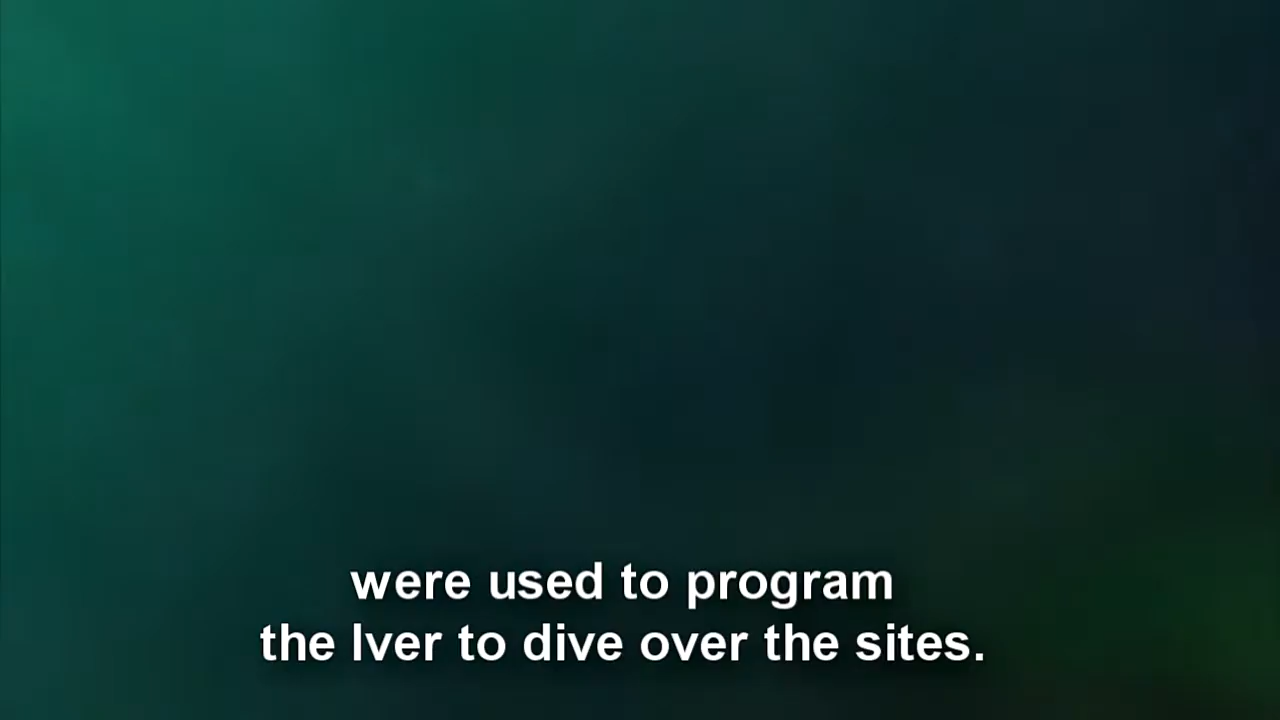 were used to program
the Iver to dive over the sites.